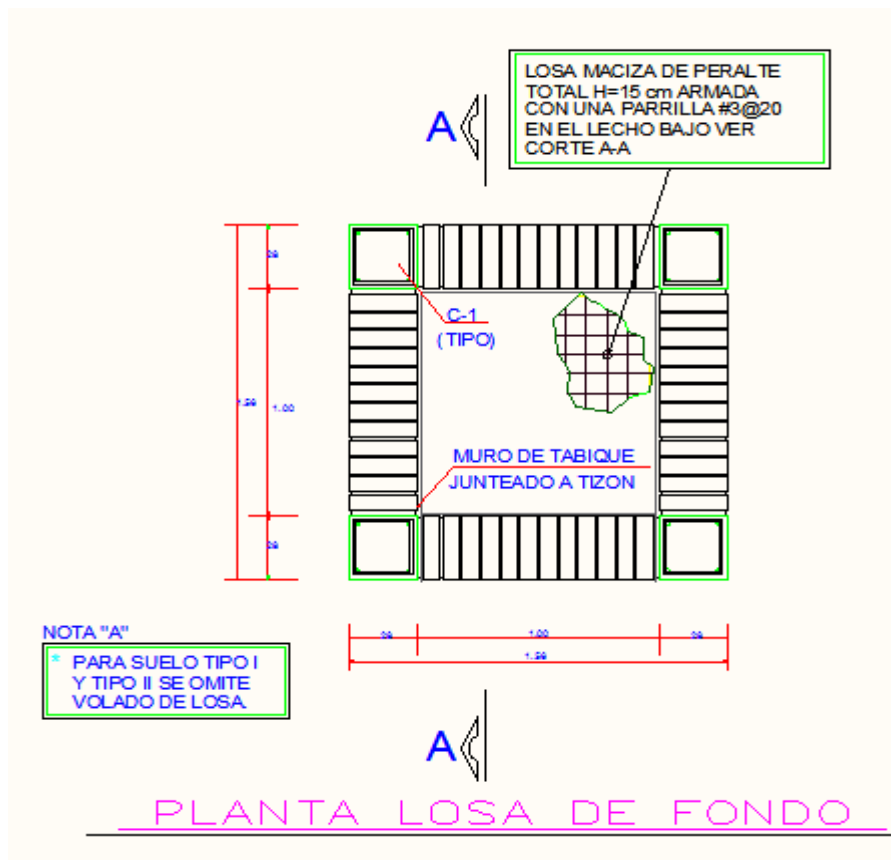 LOSA MACIZA DE PERALTE
TOTAL H=15 cm ARMADA
CON UNA PARRILLA #3@20
EN EL LECHO BAJO VER
CORTE A-A
A
C-1
(TIPO)
1.00
MURO DE TABIQUE
JUNTEADO A TIZON
NOTA "A"
* PARA SUELO TIPO I
Y TIPO II SE OMITE
VOLADO DE LOSA.
1.00
A
PLANTA LOSA DE FONDO